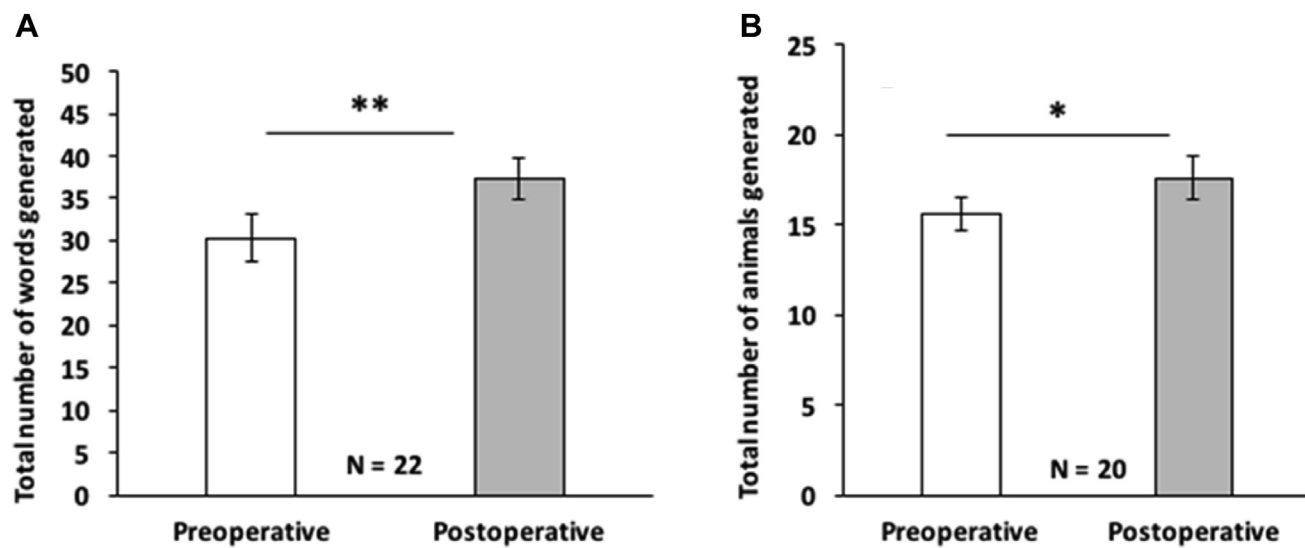 A
Total number of words generated
50
45
40
35
30
25
20
15
10
5
0
**
N = 22
Preoperative
Postoperative
B
Total number of animals generated
25
20
15
10
5
0
*
N = 20
Preoperative
Postoperative